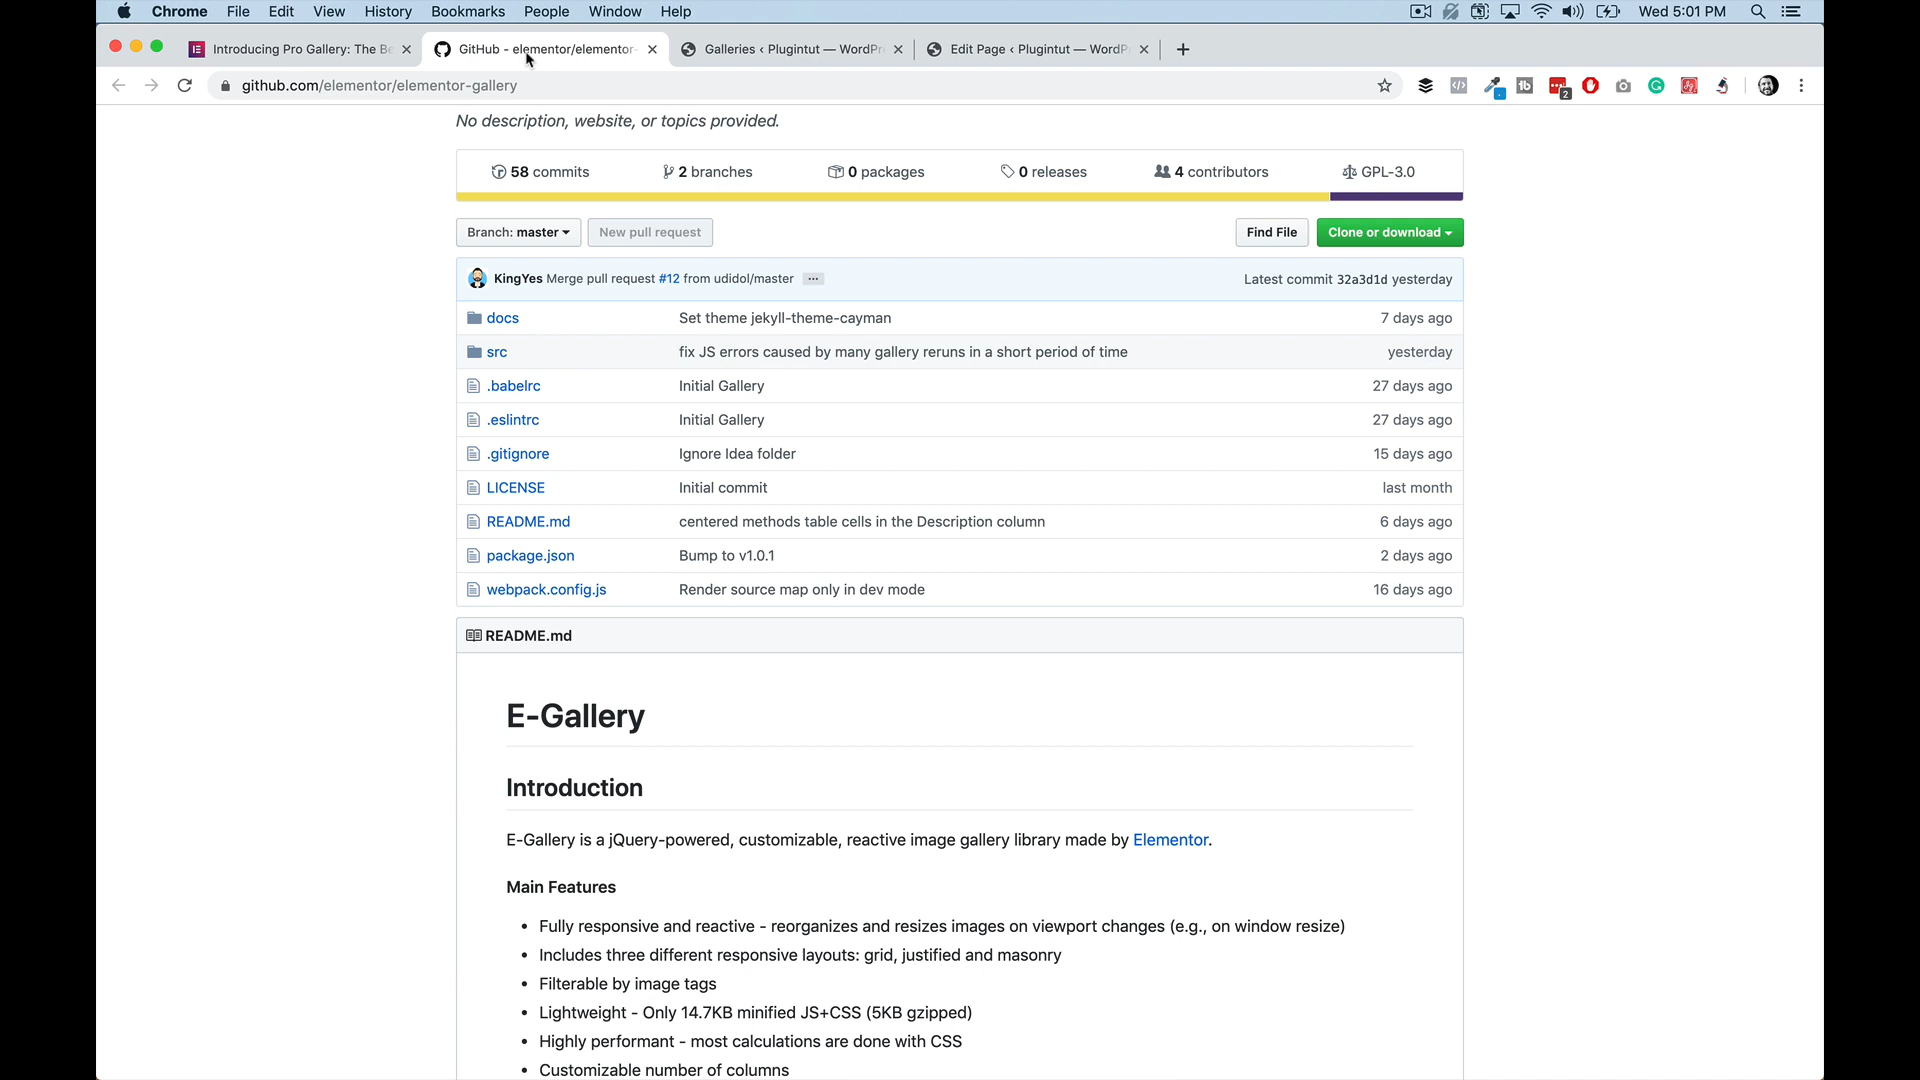 Chrome File Edit View History Bookmarks People Window Help Wed 5:01 PM
Introducing Pro Gallery: The Be GitHub - elementor/elementor- Galleries ‹ Plugintut — WordPr Edit Page ‹ Plugintut — WordP
github.com/elementor/elementor-gallery 2
No description, website, or topics provided.
58 commits 2 branches 0 packages 0 releases 4 contributors GPL-3.0
Branch: master New pull request Find File Clone or download
KingYes Merge pull request #12 from udidol/master ... Latest commit 32a3d1d yesterday
docs Set theme jekyll-theme-cayman 7 days ago
src fix JS errors caused by many gallery reruns in a short period of time yesterday
.babelrc Initial Gallery 27 days ago
.eslintrc Initial Gallery 27 days ago
.gitignore Ignore Idea folder 15 days ago
LICENSE Initial commit last month
README.md centered methods table cells in the Description column 6 days ago
package.json Bump to v1.0.1 2 days ago
webpack.config.js Render source map only in dev mode 16 days ago
README.md
E-Gallery
Introduction
E-Gallery is a jQuery-powered, customizable, reactive image gallery library made by Elementor.
Main Features
• Fully responsive and reactive - reorganizes and resizes images on viewport changes (e.g., on window resize)
• Includes three different responsive layouts: grid, justified and masonry
• Filterable by image tags
• Lightweight - Only 14.7KB minified JS+CSS (5KB gzipped)
• Highly performant - most calculations are done with CSS
• Customizable number of columns